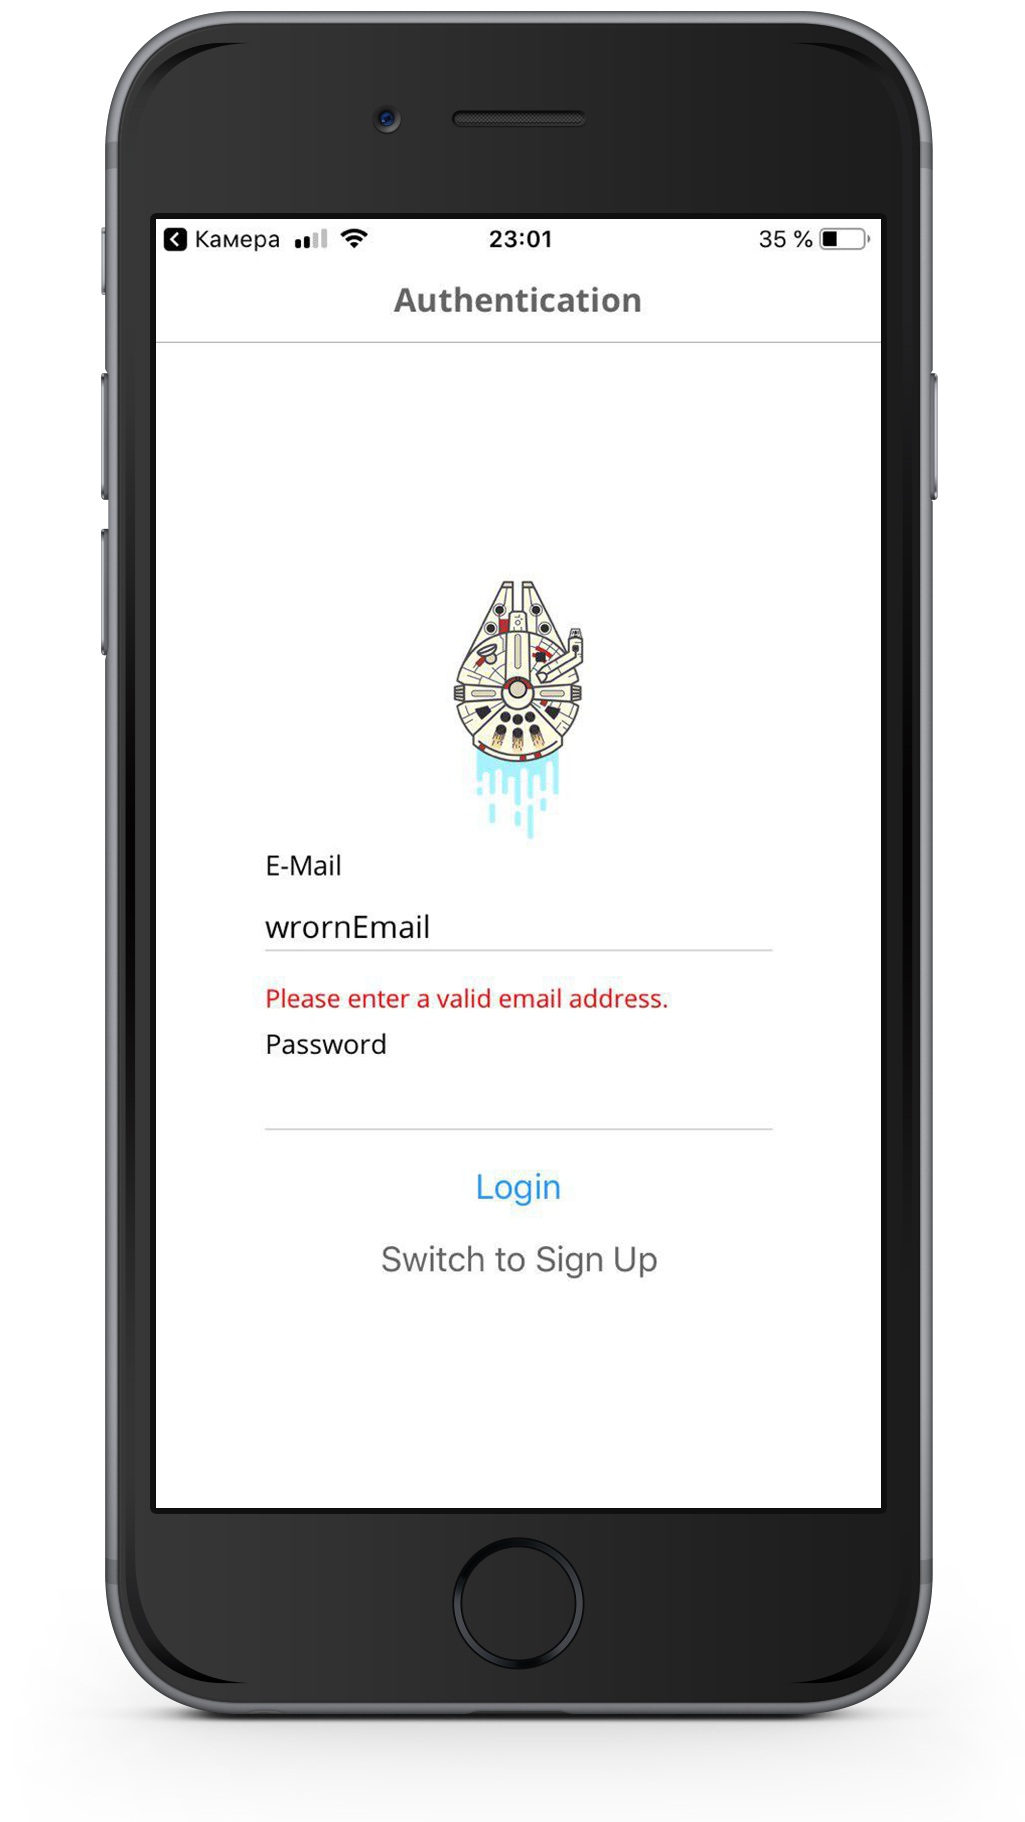 Камера 23:01 35 %
Authentication
E-Mail
wrornEmail
Please enter a valid email address.
Password
Login
Switch to Sign Up